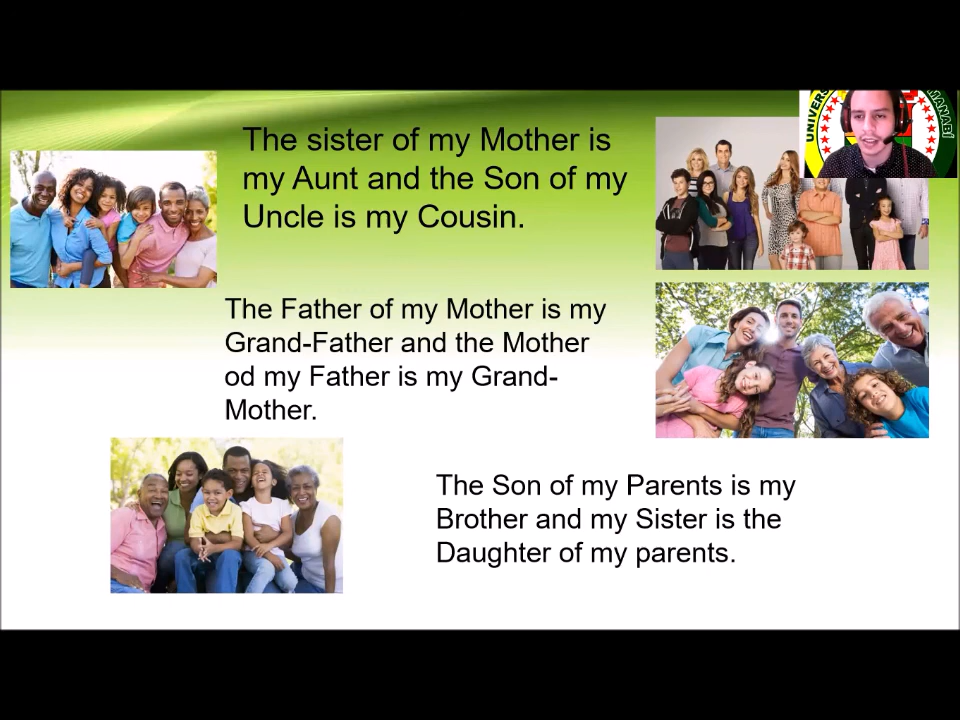 The sister of my Mother is
my Aunt and the Son of my
Uncle is my Cousin.
The Father of my Mother is my
Grand-Father and the Mother
od my Father is my Grand-
Mother.
The Son of my Parents is my
Brother and my Sister is the
Daughter of my parents.